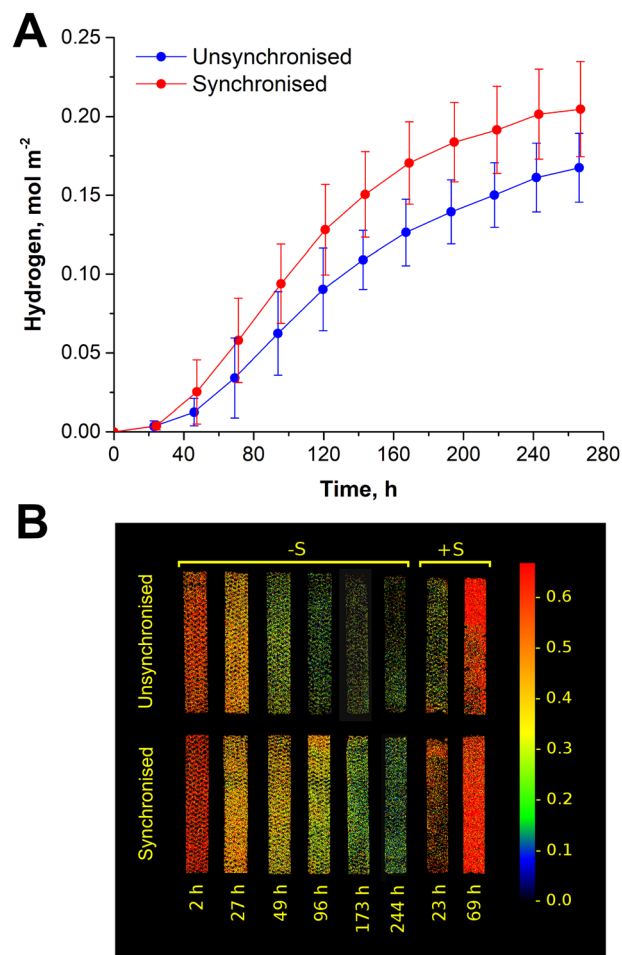 A
Hydrogen, mol m⁻²
0.25
0.20
0.15
0.10
0.05
0.00
Unsynchronised
Synchronised
0 40 80 120 160 200 240 280
Time, h
B
-S +S
Unsynchronised
Synchronised
0.6
0.5
0.4
0.3
0.2
0.1
0.0
2 h 27 h 49 h 96 h 173 h 244 h 23 h 69 h